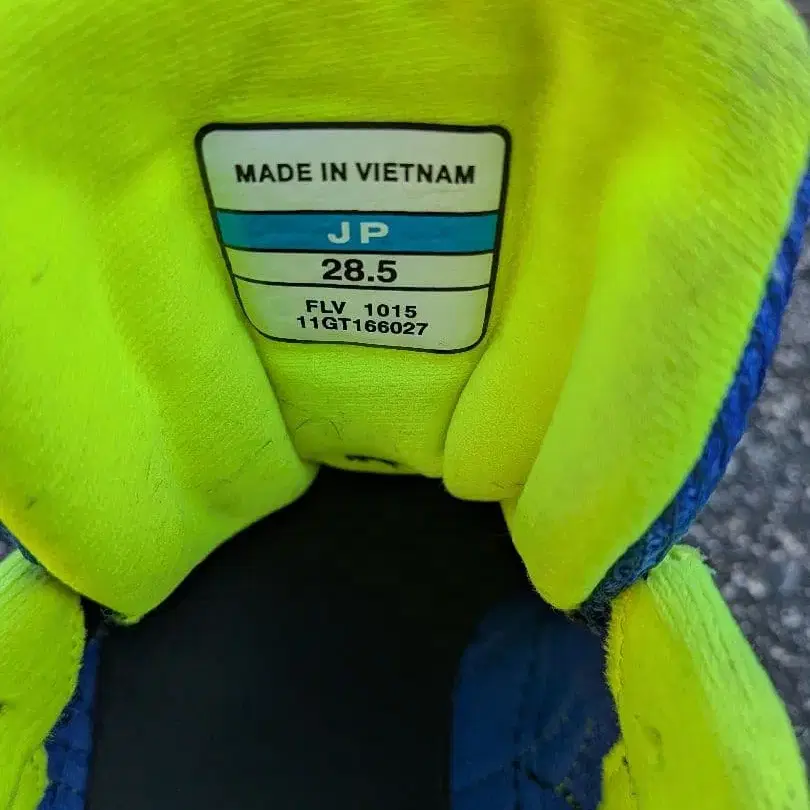 MADE IN VIETNAM
JP
28.5
FLV 1015
11GT166027